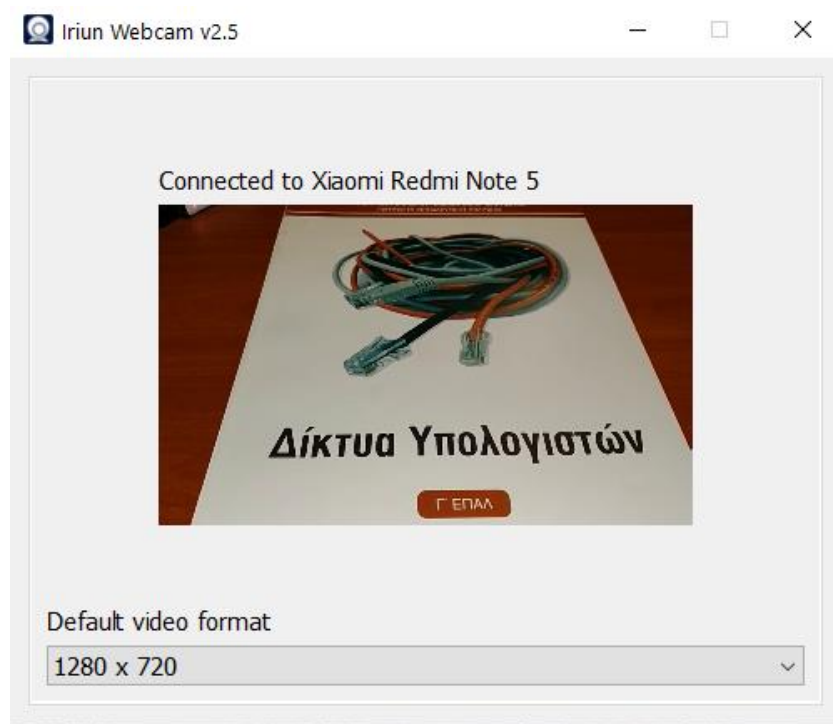 Iriun Webcam v2.5
Connected to Xiaomi Redmi Note 5
Δίκτυα Υπολογιστών
Γ' ΕΠΑΛ
Default video format
1280 x 720